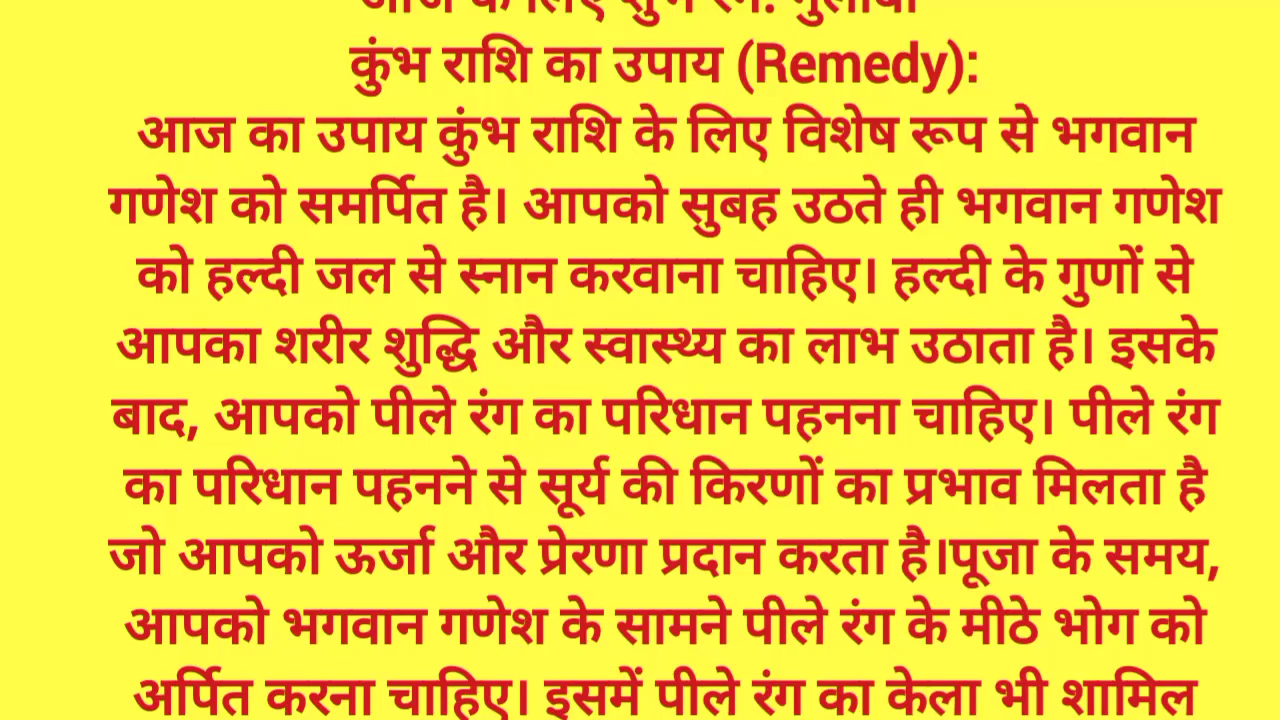 आज के लिए शुभ रंग: गुलाबी
कुंभ राशि का उपाय (Remedy):
आज का उपाय कुंभ राशि के लिए विशेष रूप से भगवान
गणेश को समर्पित है। आपको सुबह उठते ही भगवान गणेश
को हल्दी जल से स्नान करवाना चाहिए। हल्दी के गुणों से
आपका शरीर शुद्धि और स्वास्थ्य का लाभ उठाता है। इसके
बाद, आपको पीले रंग का परिधान पहनना चाहिए। पीले रंग
का परिधान पहनने से सूर्य की किरणों का प्रभाव मिलता है
जो आपको ऊर्जा और प्रेरणा प्रदान करता है।पूजा के समय,
आपको भगवान गणेश के सामने पीले रंग के मीठे भोग को
अर्पित करना चाहिए। इसमें पीले रंग का केला भी शामिल